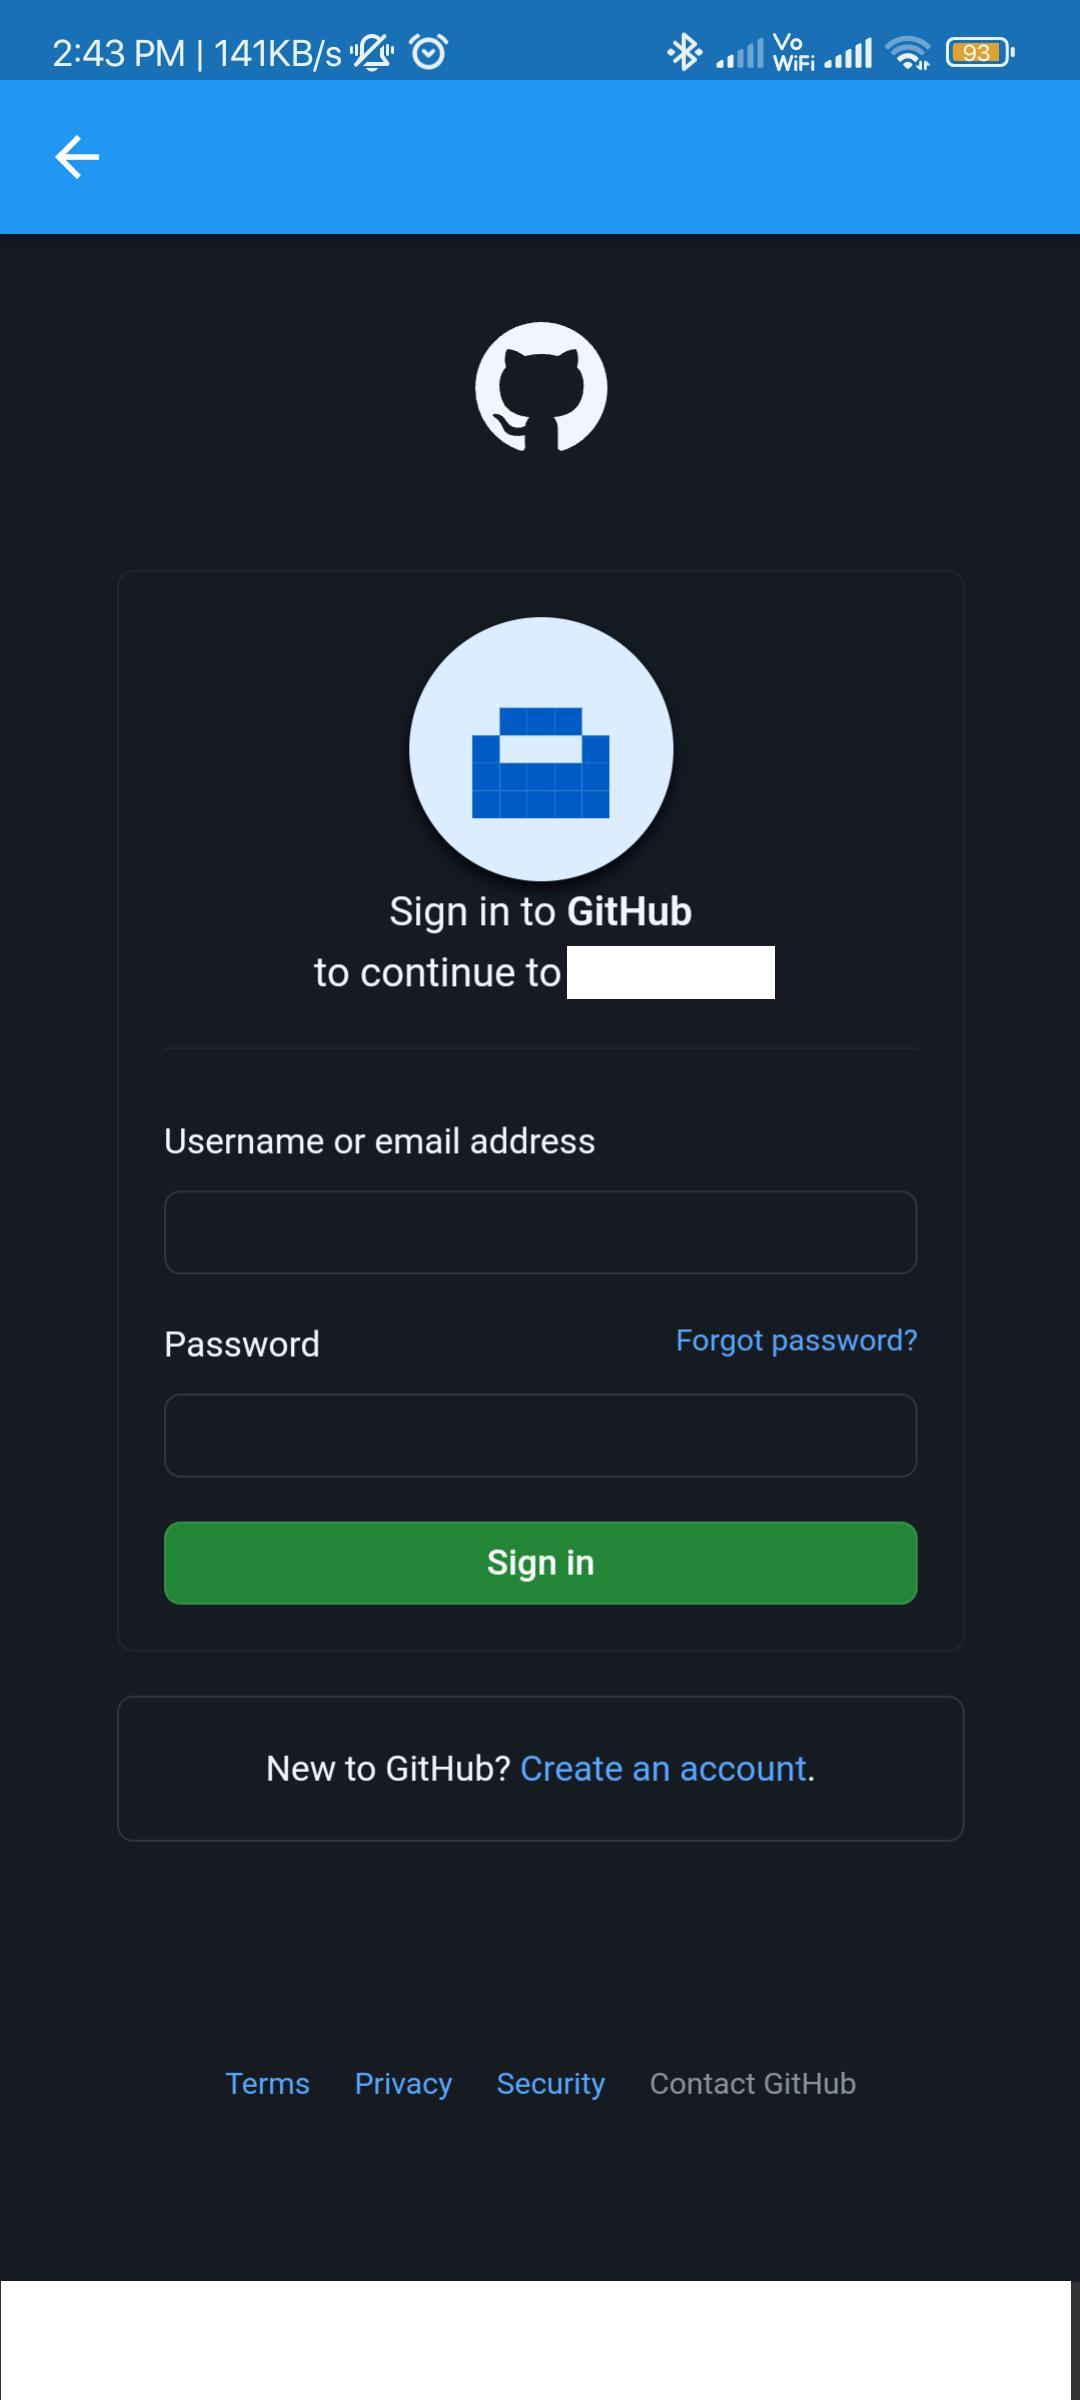 2:43 PM | 141KB/s Vo WiFi 93
Sign in to GitHub
to continue to
Username or email address
Password Forgot password?
Sign in
New to GitHub? Create an account.
Terms Privacy Security Contact GitHub